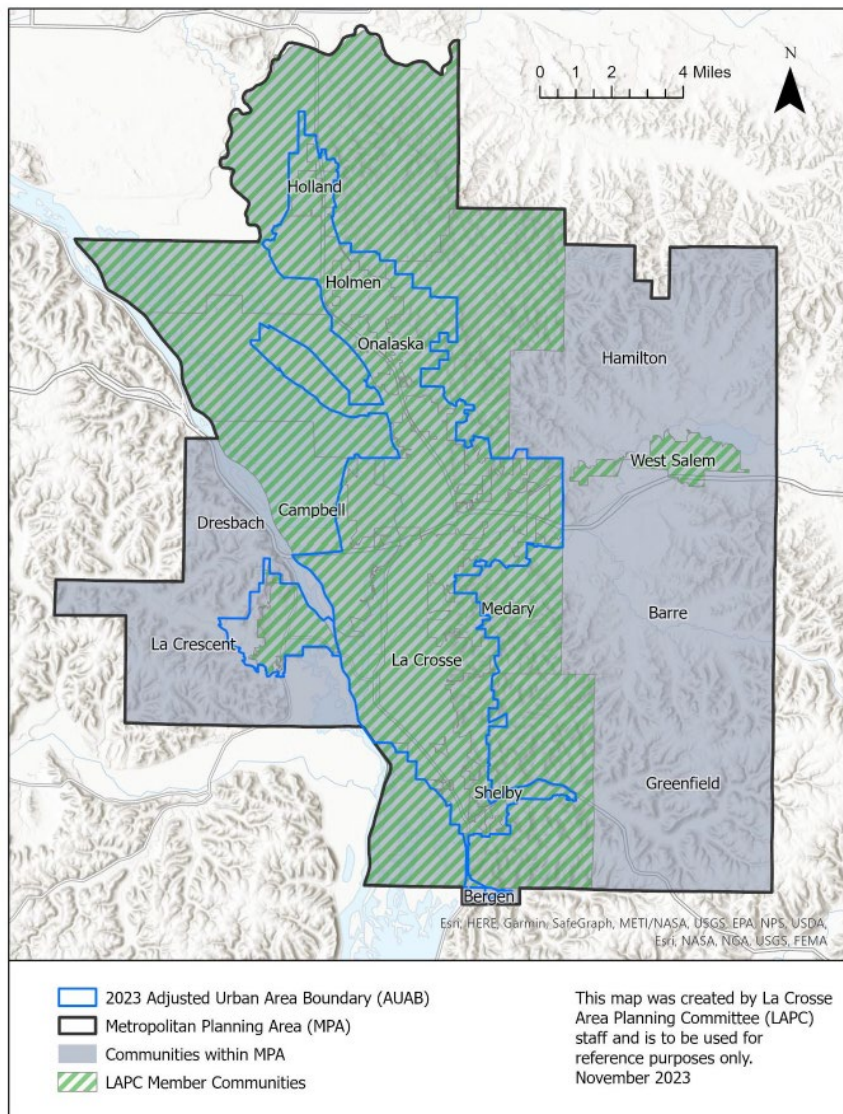 N
0 1 2 4 Miles
Holland
Holmen
Onalaska
Hamilton
West Salem
Campbell
Dresbach
Medary
Barre
La Crescent
La Crosse
Greenfield
Shelby
Bergen
Esri, HERE, Garmin, SafeGraph, METI/NASA, USGS, EPA, NPS, USDA,
Esri, NASA, NGA, USGS, FEMA
2023 Adjusted Urban Area Boundary (AUAB)
Metropolitan Planning Area (MPA)
Communities within MPA
LAPC Member Communities
This map was created by La Crosse
Area Planning Committee (LAPC)
staff and is to be used for
reference purposes only.
November 2023